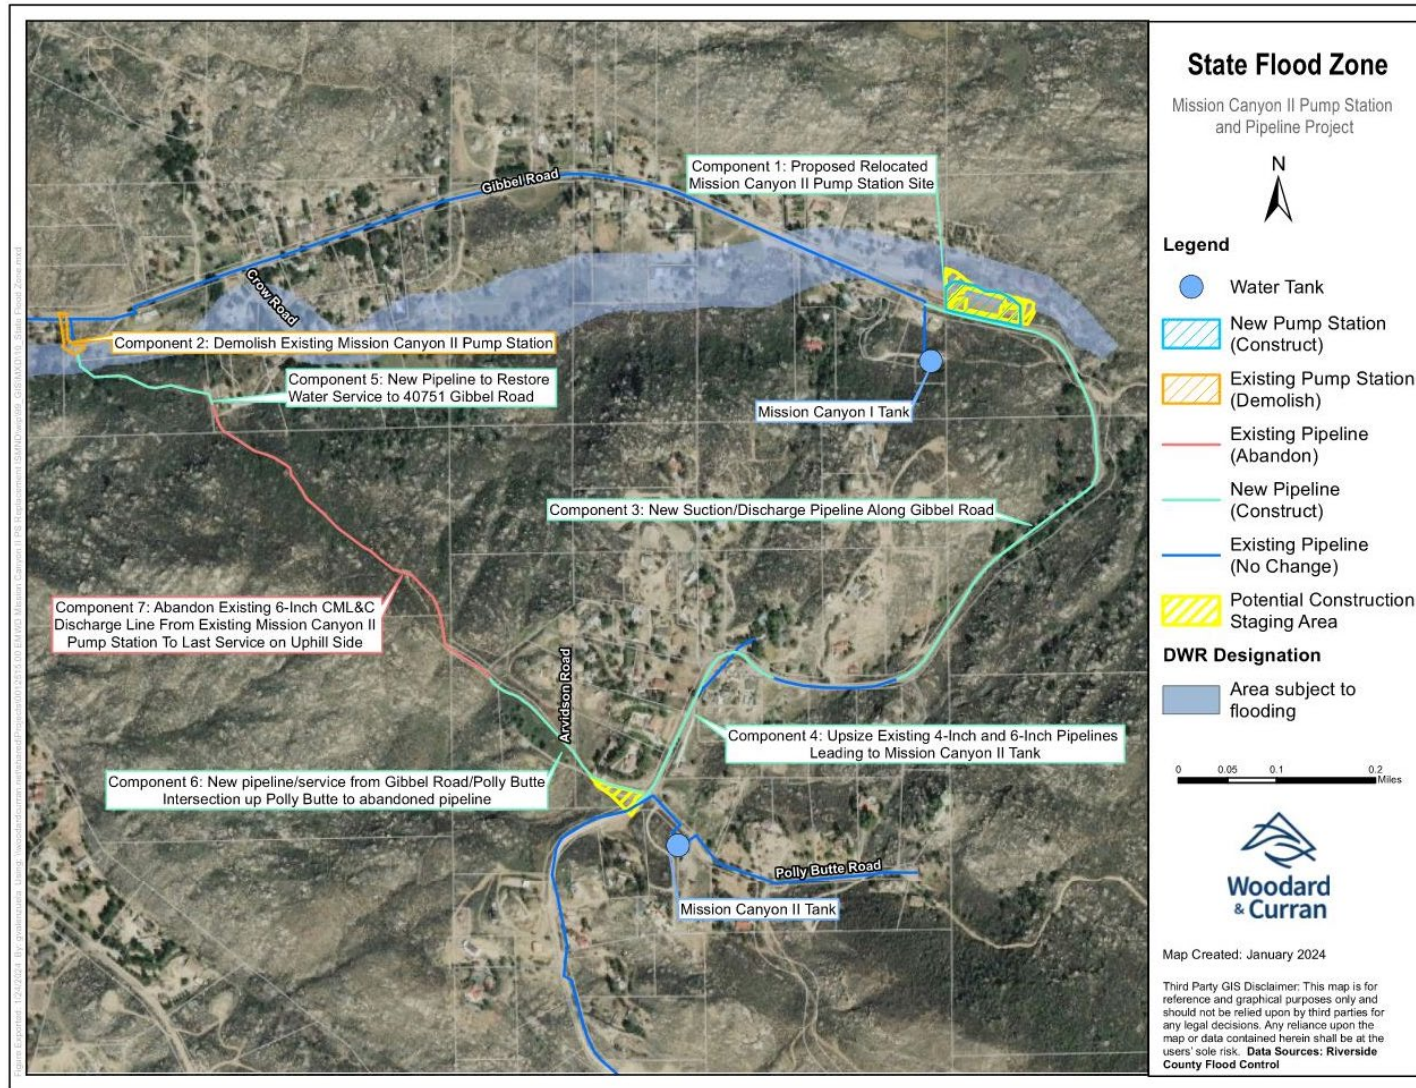 State Flood Zone
Mission Canyon II Pump Station
and Pipeline Project
N
Legend
Water Tank
New Pump Station
(Construct)
Existing Pump Station
(Demolish)
Existing Pipeline
(Abandon)
New Pipeline
(Construct)
Existing Pipeline
(No Change)
Potential Construction
Staging Area
DWR Designation
Area subject to
flooding
0 0.05 0.1 0.2
Miles
Woodard
& Curran
Map Created: January 2024
Third Party GIS Disclaimer: This map is for
reference and graphical purposes only and
should not be relied upon by third parties for
any legal decisions. Any reliance upon the
map or data contained herein shall be at the
users' sole risk. Data Sources: Riverside
County Flood Control
Component 1: Proposed Relocated
Mission Canyon II Pump Station Site
Gibbel Road
Crow Road
Component 2: Demolish Existing Mission Canyon II Pump Station
Component 5: New Pipeline to Restore
Water Service to 40751 Gibbel Road
Mission Canyon I Tank
Component 3: New Suction/Discharge Pipeline Along Gibbel Road
Component 7: Abandon Existing 6-Inch CML&C
Discharge Line From Existing Mission Canyon II
Pump Station To Last Service on Uphill Side
Arvidson Road
Component 4: Upsize Existing 4-Inch and 6-Inch Pipelines
Leading to Mission Canyon II Tank
Component 6: New pipeline/service from Gibbel Road/Polly Butte
Intersection up Polly Butte to abandoned pipeline
Polly Butte Road
Mission Canyon II Tank
Figure Exported: 1/24/2024 By: gvalenzuela Using: